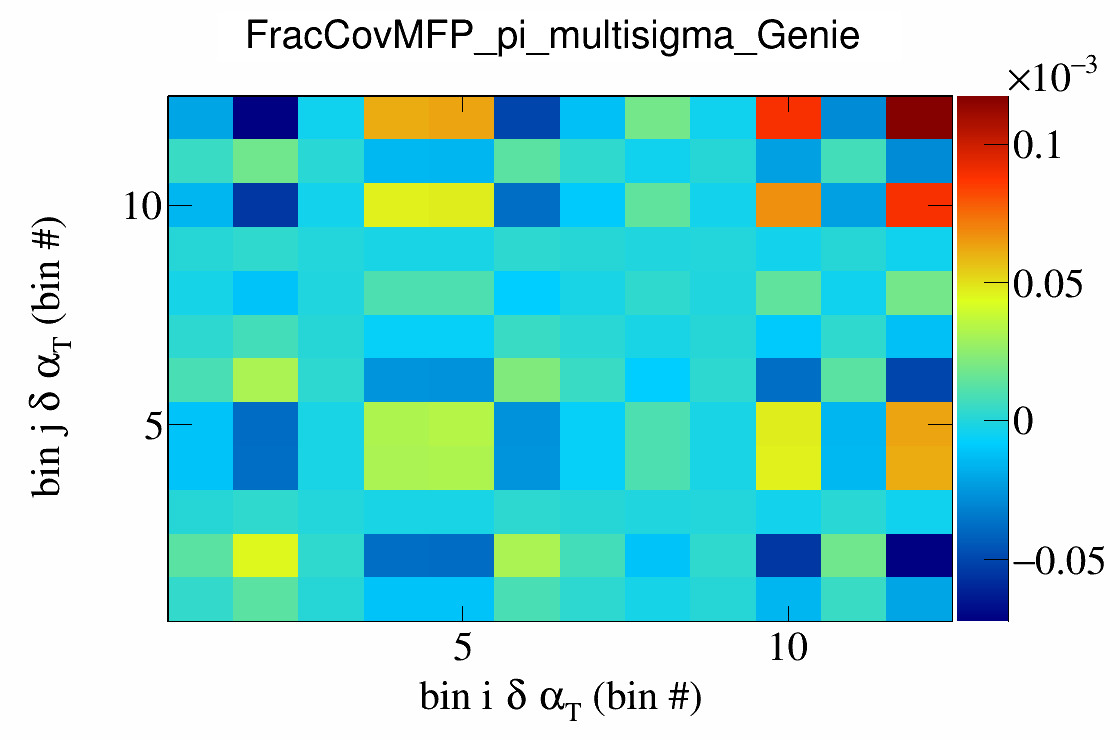 FracCovMFP_pi_multisigma_Genie
×10⁻³
0.1
0.05
0
−0.05
10
5
bin j δ α_T (bin #)
5 10
bin i δ α_T (bin #)